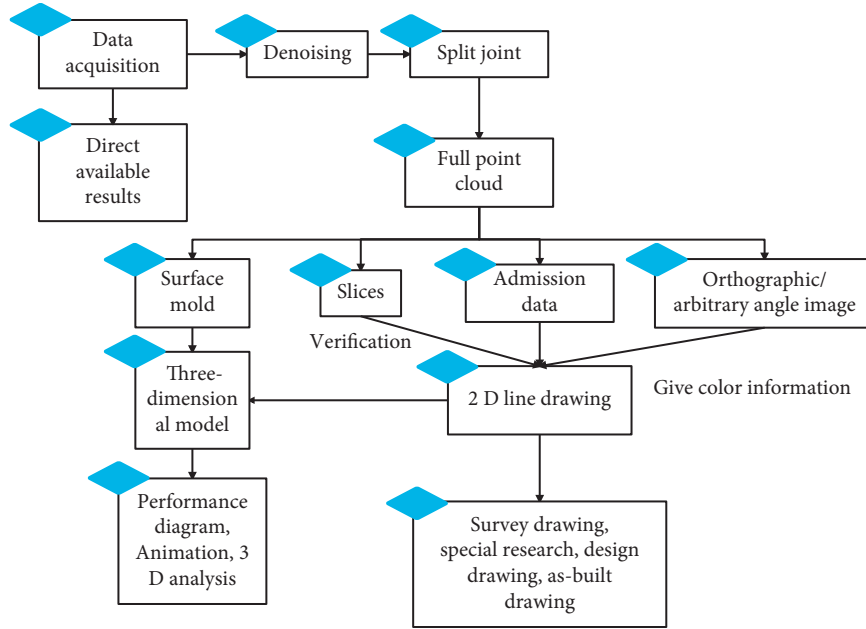 Data
acquisition
Denoising
Split joint
Direct
available
results
Full point
cloud
Surface
mold
Slices
Admission
data
Orthographic/
arbitrary angle image
Verification
Three-
dimension
al model
2 D line drawing
Give color information
Performance
diagram,
Animation, 3
D analysis
Survey drawing,
special research, design
drawing, as-built
drawing